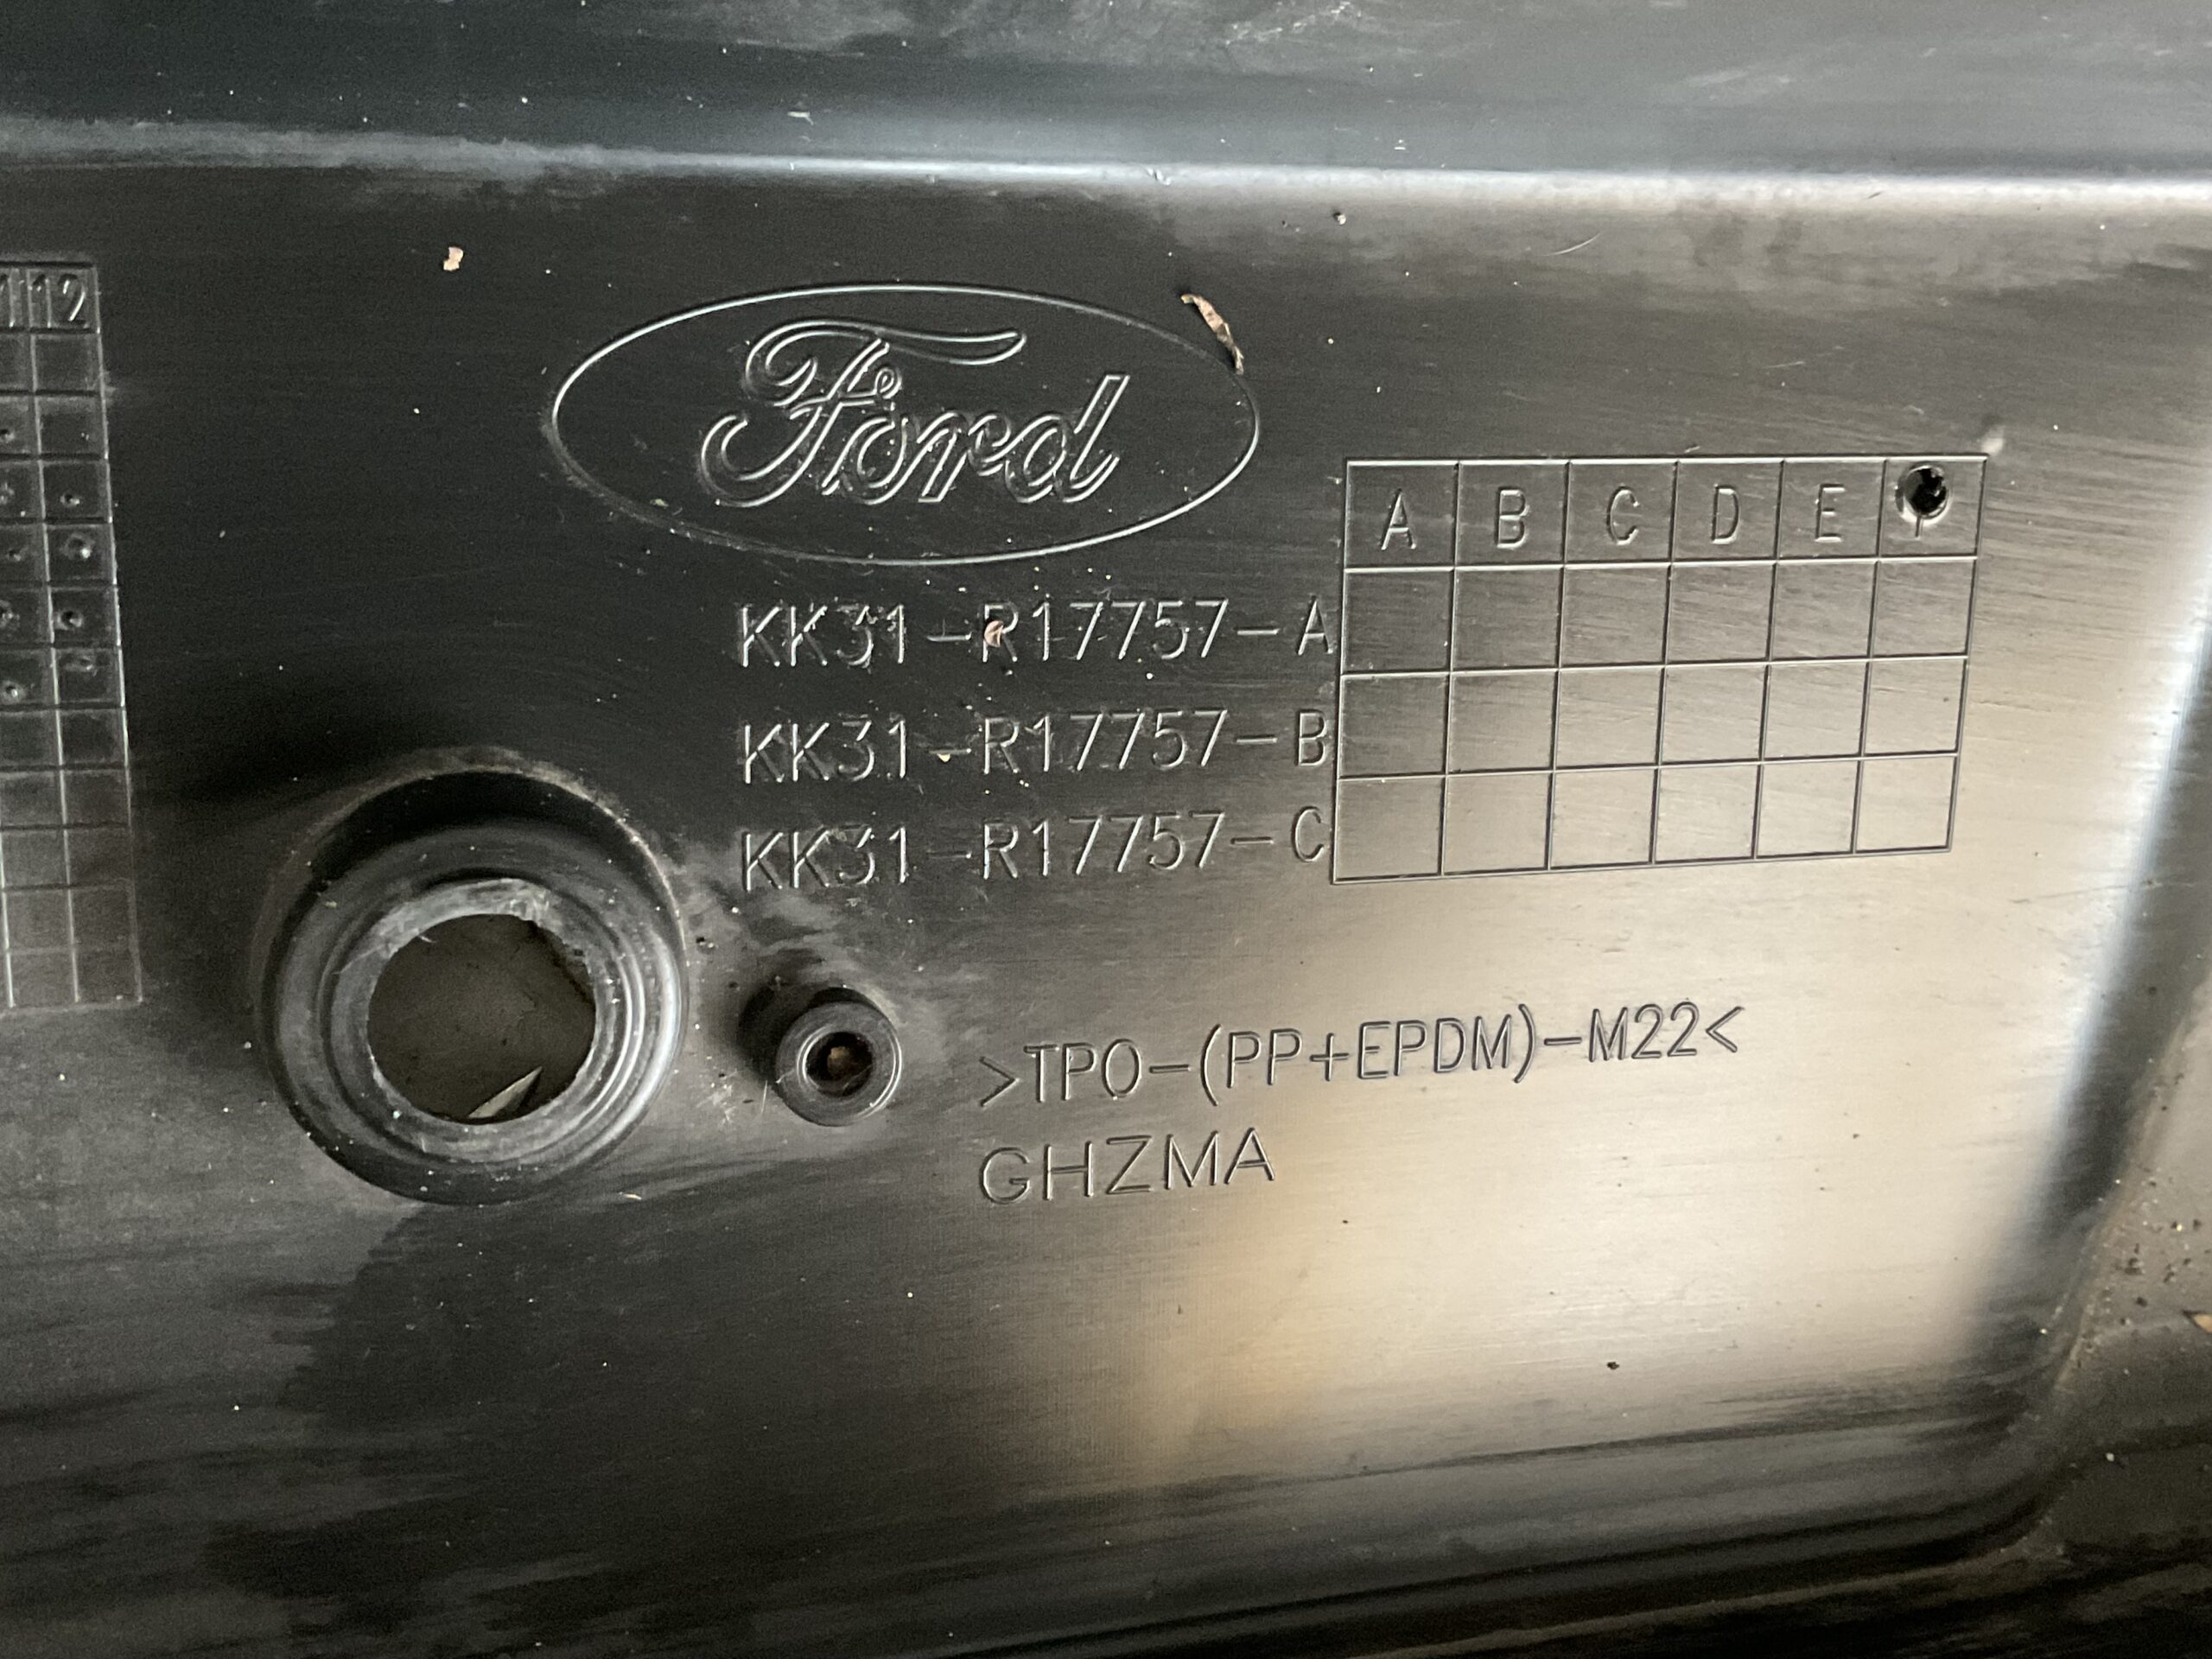 12
Ford
A B C D E
KK31-R17757-A
KK31-R17757-B
KK31-R17757-C
>TPO-(PP+EPDM)-M22<
GHZMA